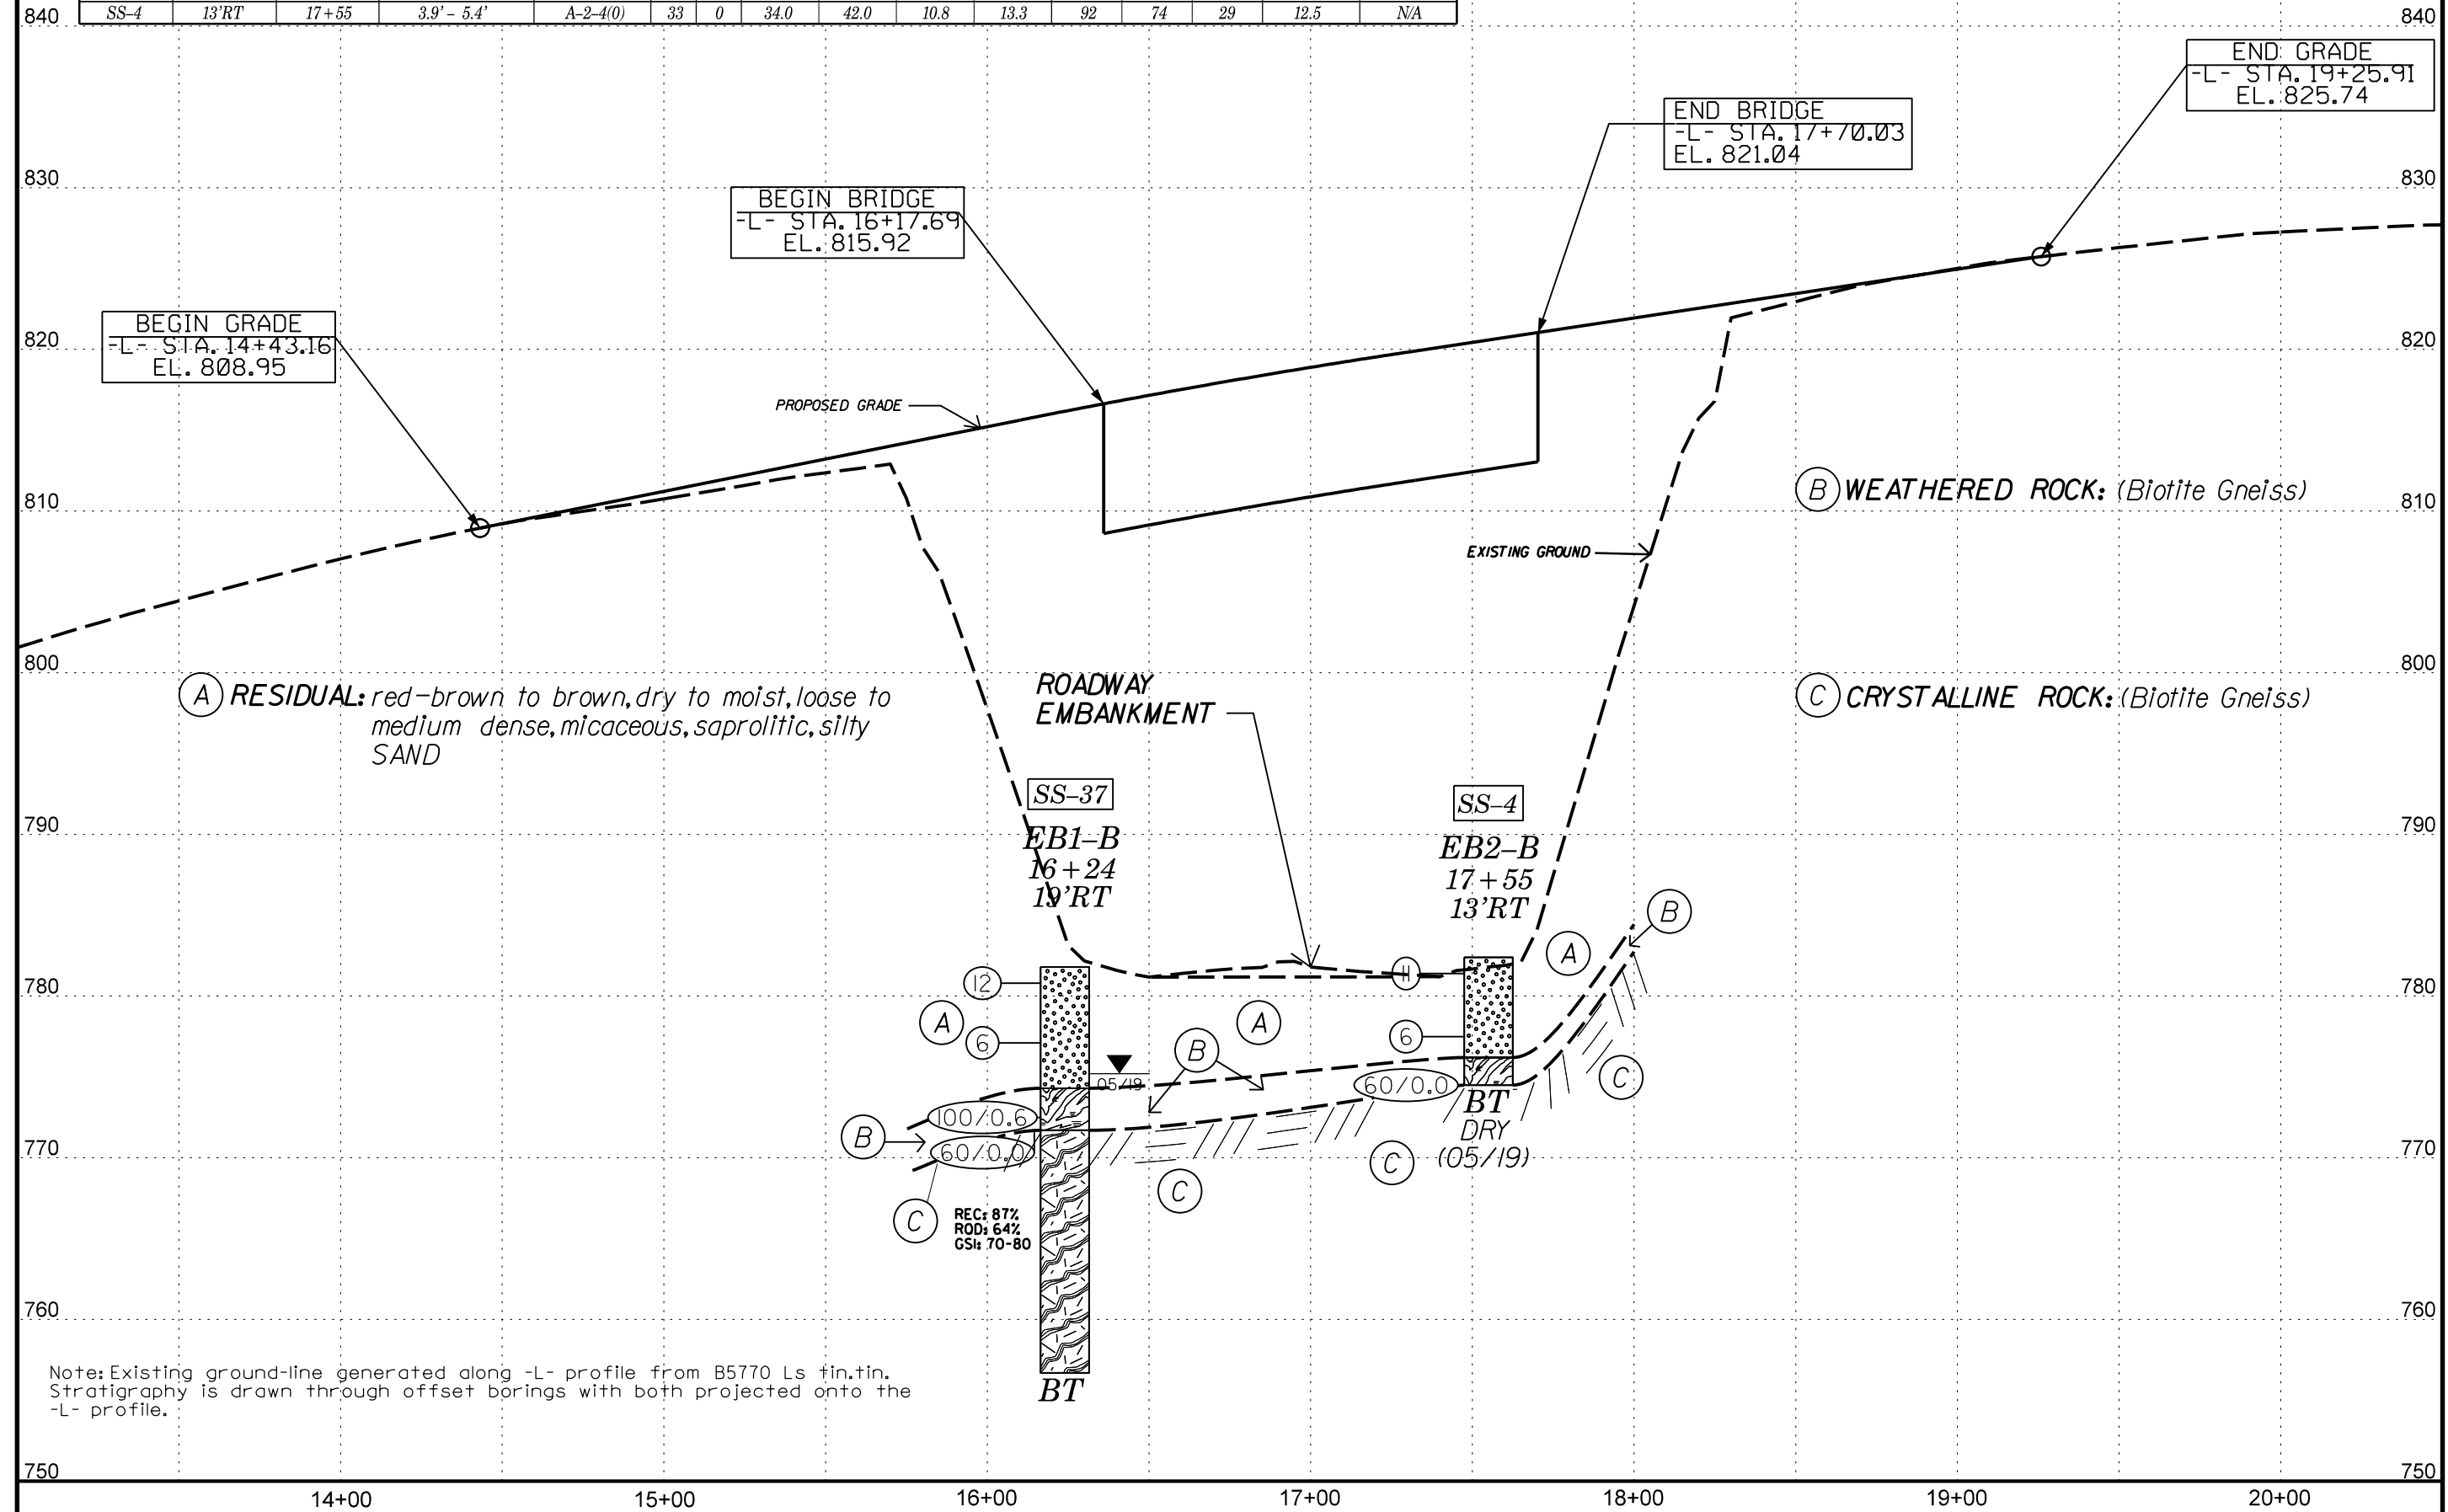 SS–4 13'RT 17+55 3.9' – 5.4' A–2–4(0) 33 0 34.0 42.0 10.8 13.3 92 74 29 12.5 N/A
840 840
END GRADE
-L- STA. 19+25.91
EL. 825.74
END BRIDGE
-L- STA. 17+70.03
EL. 821.04
830 830
BEGIN BRIDGE
-L- STA. 16+17.69
EL. 815.92
BEGIN GRADE
-L- STA. 14+43.16
EL. 808.95
820 820
PROPOSED GRADE
810 810
B WEATHERED ROCK: (Biotite Gneiss)
EXISTING GROUND
800 800
A RESIDUAL: red-brown to brown, dry to moist, loose to
medium dense, micaceous, saprolitic, silty
SAND
ROADWAY
EMBANKMENT
C CRYSTALLINE ROCK: (Biotite Gneiss)
SS–37
EB1–B
16+24
19'RT
SS–4
EB2–B
17+55
13'RT
790 790
B
A
780 780
12
11
A
A
6
6
B
05/19
C
100/0.6
60/0.0
BT
DRY
(05/19)
B
60/0.0
770 770
C
C
C
REC: 87%
RQD: 64%
GSI: 70-80
760 760
BT
Note: Existing ground-line generated along -L- profile from B5770 Ls tin.tin.
Stratigraphy is drawn through offset borings with both projected onto the
-L- profile.
750 750
14+00 15+00 16+00 17+00 18+00 19+00 20+00